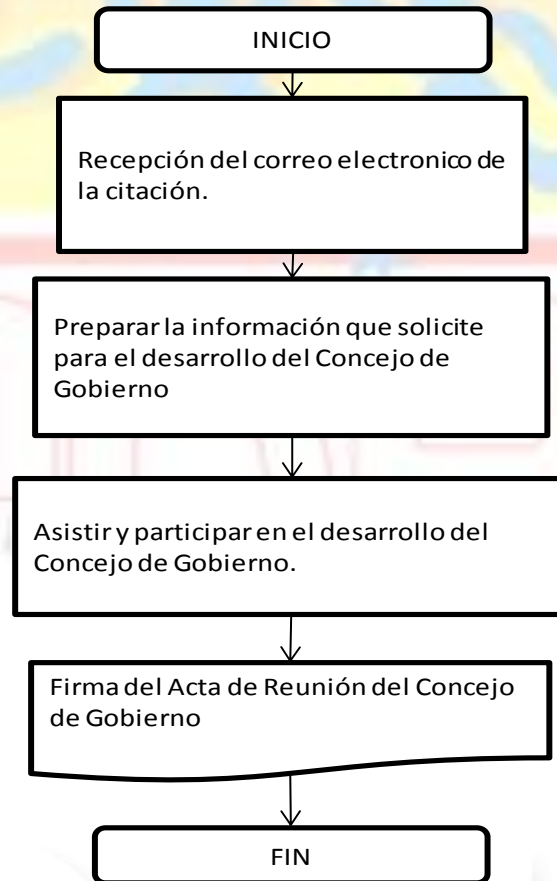 INICIO
Recepción del correo electronico de
la citación.
Preparar la información que solicite
para el desarrollo del Concejo de
Gobierno
Asistir y participar en el desarrollo del
Concejo de Gobierno.
Firma del Acta de Reunión del Concejo
de Gobierno
FIN